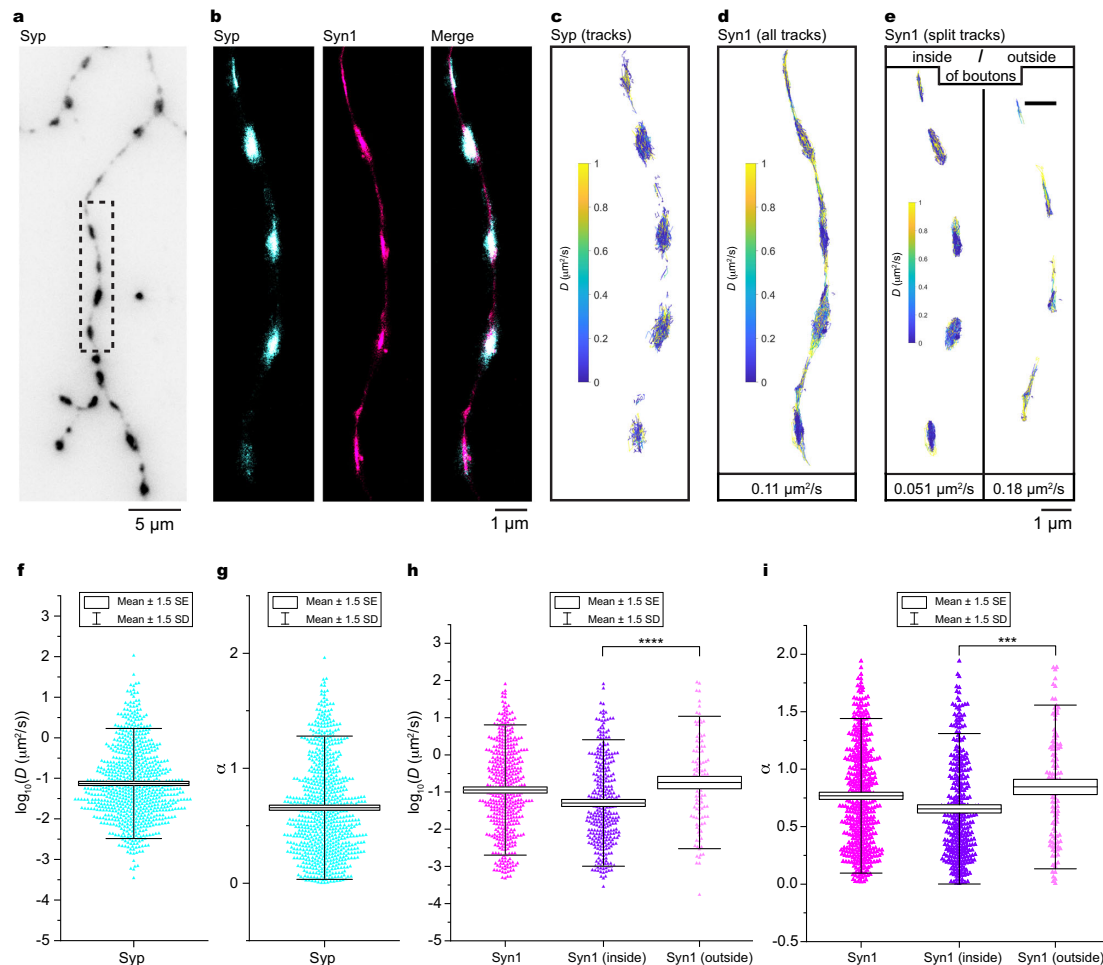 a
Syp
5 µm
b
Syp
Syn1
Merge
1 µm
c
Syp (tracks)
D (µm²/s)
1
0.8
0.6
0.4
0.2
0
d
Syn1 (all tracks)
D (µm²/s)
1
0.8
0.6
0.4
0.2
0
0.11 µm²/s
e
Syn1 (split tracks)
inside / outside
of boutons
D (µm²/s)
1
0.8
0.6
0.4
0.2
0
0.051 µm²/s
0.18 µm²/s
1 µm
f
Mean ± 1.5 SE
Mean ± 1.5 SD
log₁₀(D (µm²/s))
3
2
1
0
-1
-2
-3
-4
-5
Syp
g
Mean ± 1.5 SE
Mean ± 1.5 SD
α
2
1
0
Syp
h
Mean ± 1.5 SE
Mean ± 1.5 SD
****
log₁₀(D (µm²/s))
3
2
1
0
-1
-2
-3
-4
-5
Syn1
Syn1 (inside)
Syn1 (outside)
i
Mean ± 1.5 SE
Mean ± 1.5 SD
***
α
2.0
1.5
1.0
0.5
0.0
-0.5
Syn1
Syn1 (inside)
Syn1 (outside)